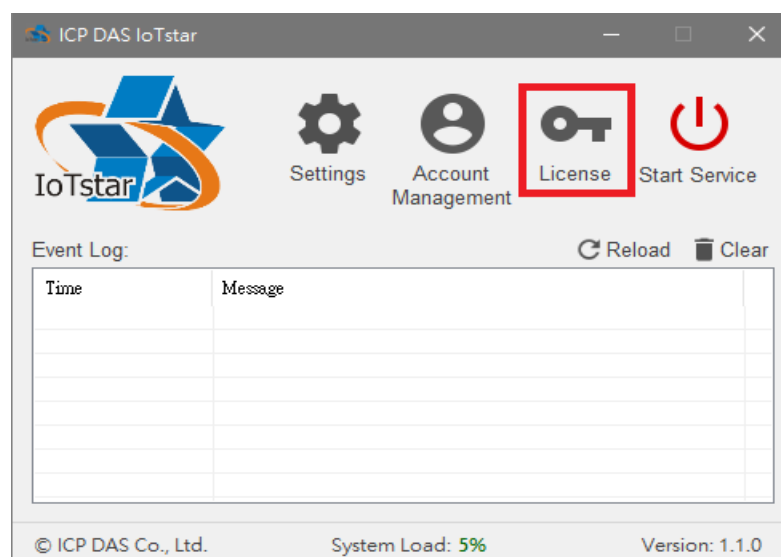 ICP DAS IoTstar
IoTstar
Settings
Account
Management
License
Start Service
Event Log:
Reload
Clear
Time
Message
© ICP DAS Co., Ltd.
System Load: 5%
Version: 1.1.0